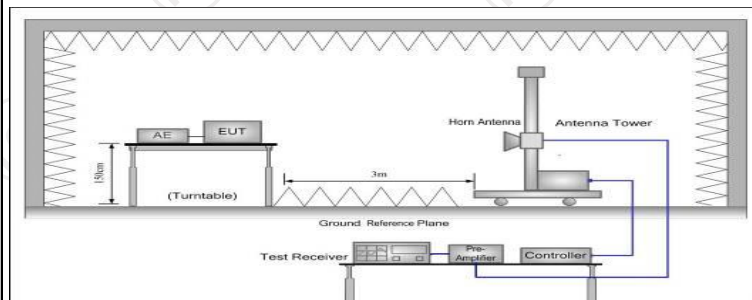 Horn Antenna
Antenna Tower
AE
EUT
150cm
3m
(Turntable)
Ground Reference Plane
Test Receiver
Pre-
Amplifier
Controller